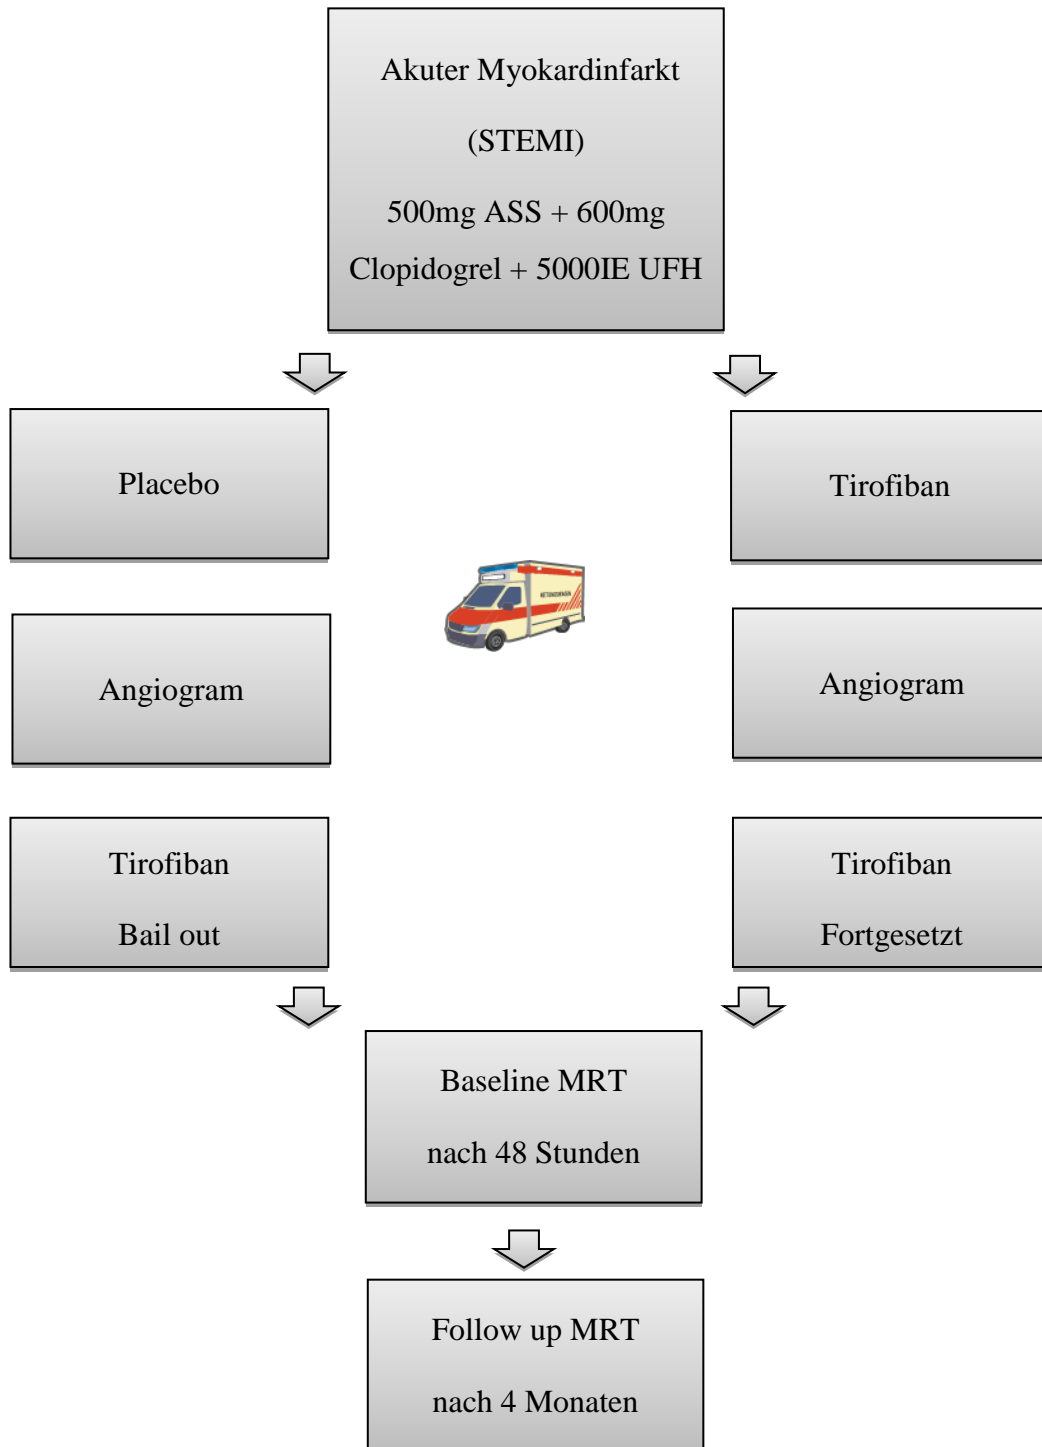 Akuter Myokardinfarkt
(STEMI)
500mg ASS + 600mg
Clopidogrel + 5000IE UFH
Placebo
Tirofiban
Angiogram
Angiogram
Tirofiban
Bail out
Tirofiban
Fortgesetzt
Baseline MRT
nach 48 Stunden
Follow up MRT
nach 4 Monaten